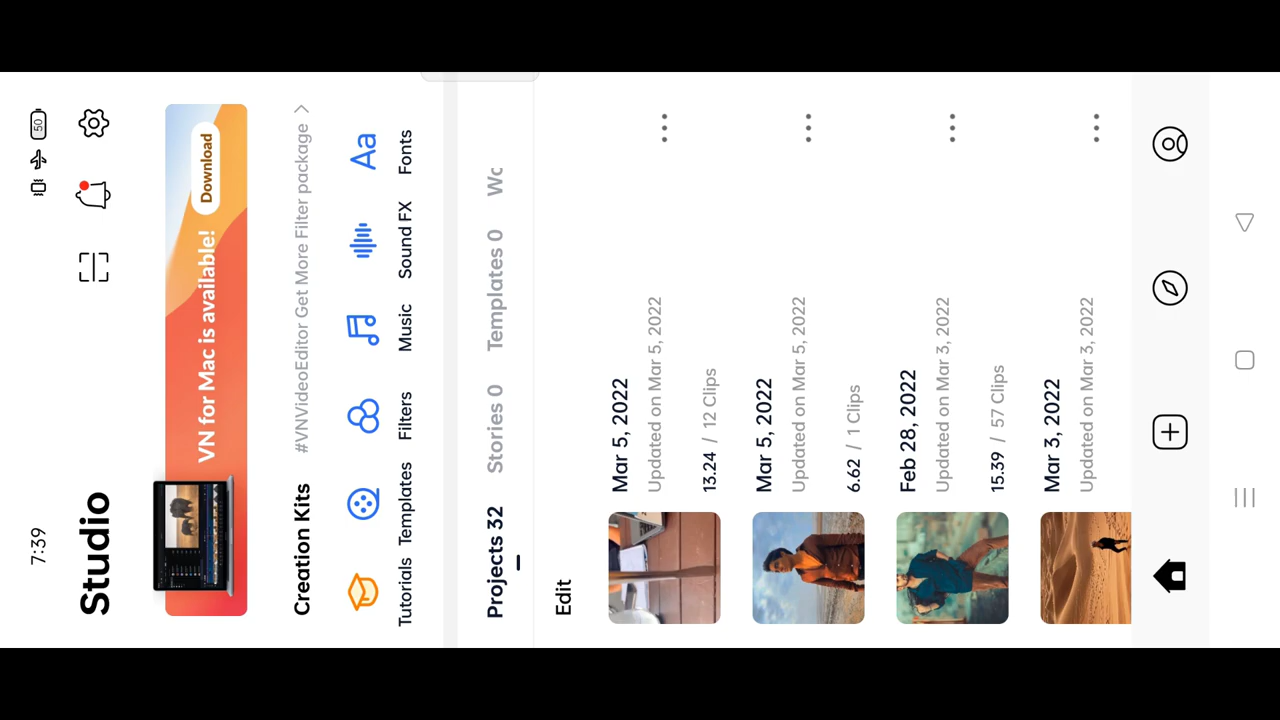 7:39
50
Studio
VN for Mac is available!
Download
Creation Kits
#VNVideoEditor Get More Filter package >
Aa
Tutorials Templates Filters Music Sound FX Fonts
Projects 32 Stories 0 Templates 0 Wc
Edit
Mar 5, 2022
Updated on Mar 5, 2022
13.24 / 12 Clips
Mar 5, 2022
Updated on Mar 5, 2022
6.62 / 1 Clips
Feb 28, 2022
Updated on Mar 3, 2022
15.39 / 57 Clips
Mar 3, 2022
Updated on Mar 3, 2022